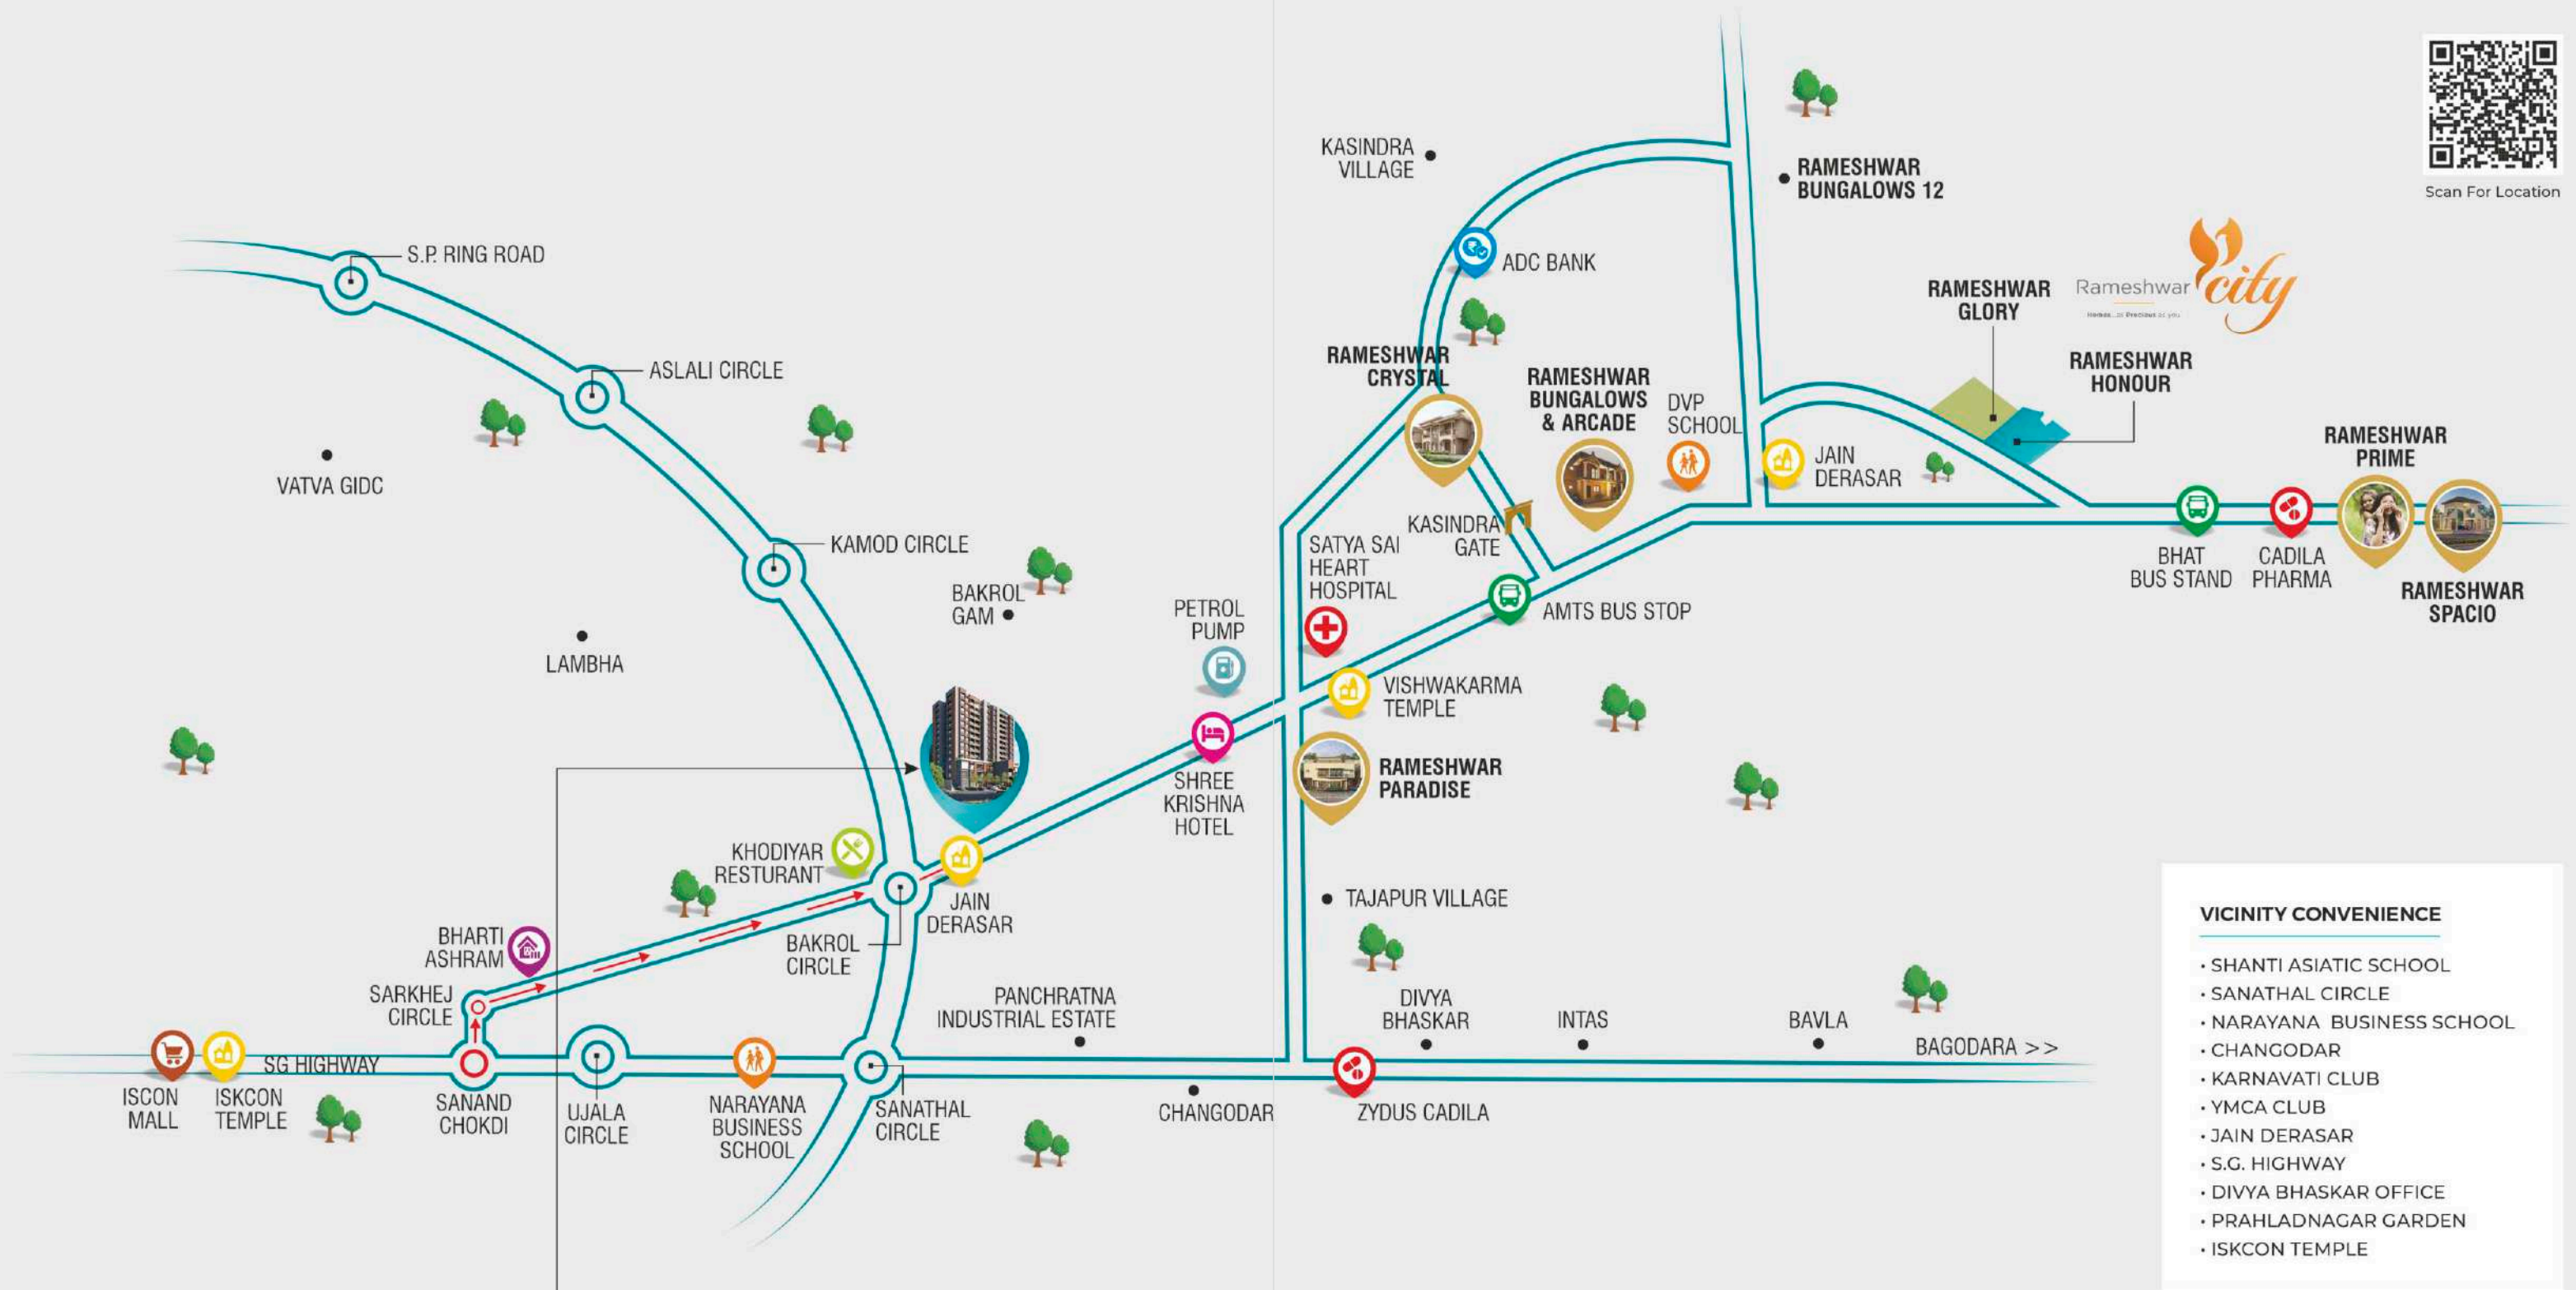 Scan For Location
KASINDRA
VILLAGE
RAMESHWAR
BUNGALOWS 12
S.P. RING ROAD
ADC BANK
RAMESHWAR
GLORY
Rameshwar
city
Homes...as Precious as you
RAMESHWAR
HONOUR
ASLALI CIRCLE
RAMESHWAR
CRYSTAL
RAMESHWAR
BUNGALOWS
& ARCADE
DVP
SCHOOL
JAIN
DERASAR
RAMESHWAR
PRIME
VATVA GIDC
KAMOD CIRCLE
KASINDRA
GATE
SATYA SAI
HEART
HOSPITAL
BHAT
BUS STAND
CADILA
PHARMA
RAMESHWAR
SPACIO
BAKROL
GAM
PETROL
PUMP
AMTS BUS STOP
LAMBHA
VISHWAKARMA
TEMPLE
RAMESHWAR
PARADISE
SHREE
KRISHNA
HOTEL
KHODIYAR
RESTURANT
JAIN
DERASAR
TAJAPUR VILLAGE
BHARTI
ASHRAM
BAKROL
CIRCLE
SARKHEJ
CIRCLE
PANCHRATNA
INDUSTRIAL ESTATE
DIVYA
BHASKAR
INTAS
BAVLA
BAGODARA >>
SG HIGHWAY
ISCON
MALL
ISKCON
TEMPLE
SANAND
CHOKDI
UJALA
CIRCLE
NARAYANA
BUSINESS
SCHOOL
SANATHAL
CIRCLE
CHANGODAR
ZYDUS CADILA
VICINITY CONVENIENCE
• SHANTI ASIATIC SCHOOL
• SANATHAL CIRCLE
• NARAYANA BUSINESS SCHOOL
• CHANGODAR
• KARNAVATI CLUB
• YMCA CLUB
• JAIN DERASAR
• S.G. HIGHWAY
• DIVYA BHASKAR OFFICE
• PRAHLADNAGAR GARDEN
• ISKCON TEMPLE